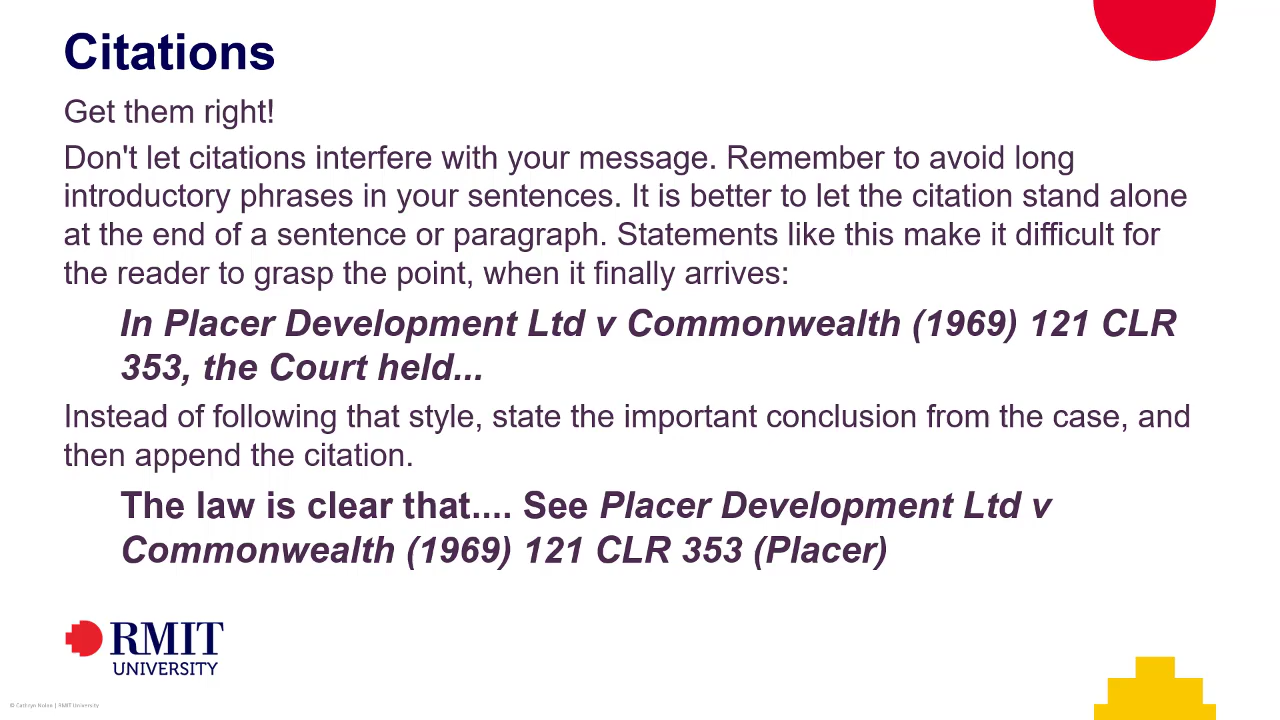 Citations
Get them right!
Don't let citations interfere with your message. Remember to avoid long
introductory phrases in your sentences. It is better to let the citation stand alone
at the end of a sentence or paragraph. Statements like this make it difficult for
the reader to grasp the point, when it finally arrives:
In Placer Development Ltd v Commonwealth (1969) 121 CLR
353, the Court held...
Instead of following that style, state the important conclusion from the case, and
then append the citation.
The law is clear that.... See Placer Development Ltd v
Commonwealth (1969) 121 CLR 353 (Placer)
RMIT
UNIVERSITY
© Cathryn Nolan | RMIT University